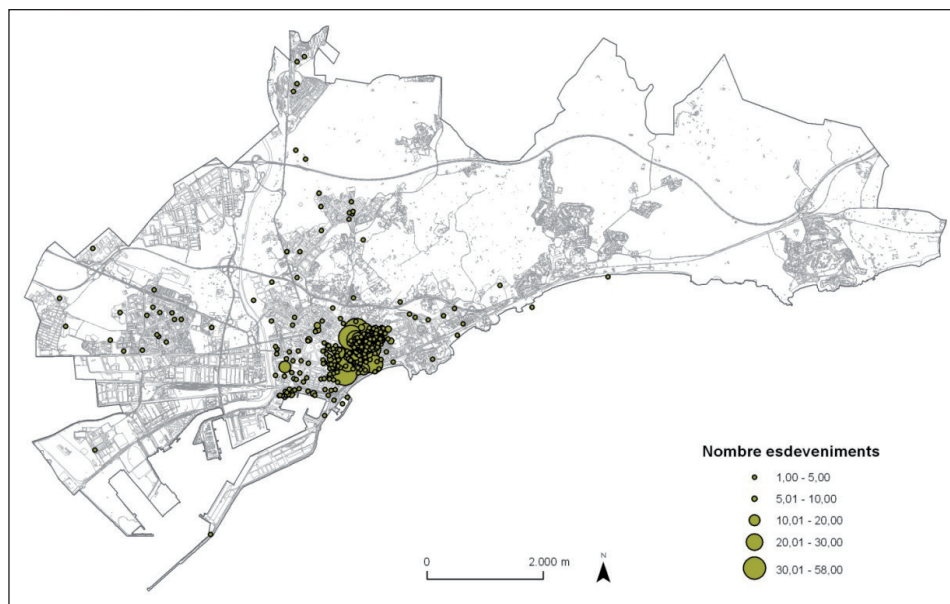 Nombre esdeveniments
1,00 - 5,00
5,01 - 10,00
10,01 - 20,00
20,01 - 30,00
30,01 - 58,00
0 2.000 m
N